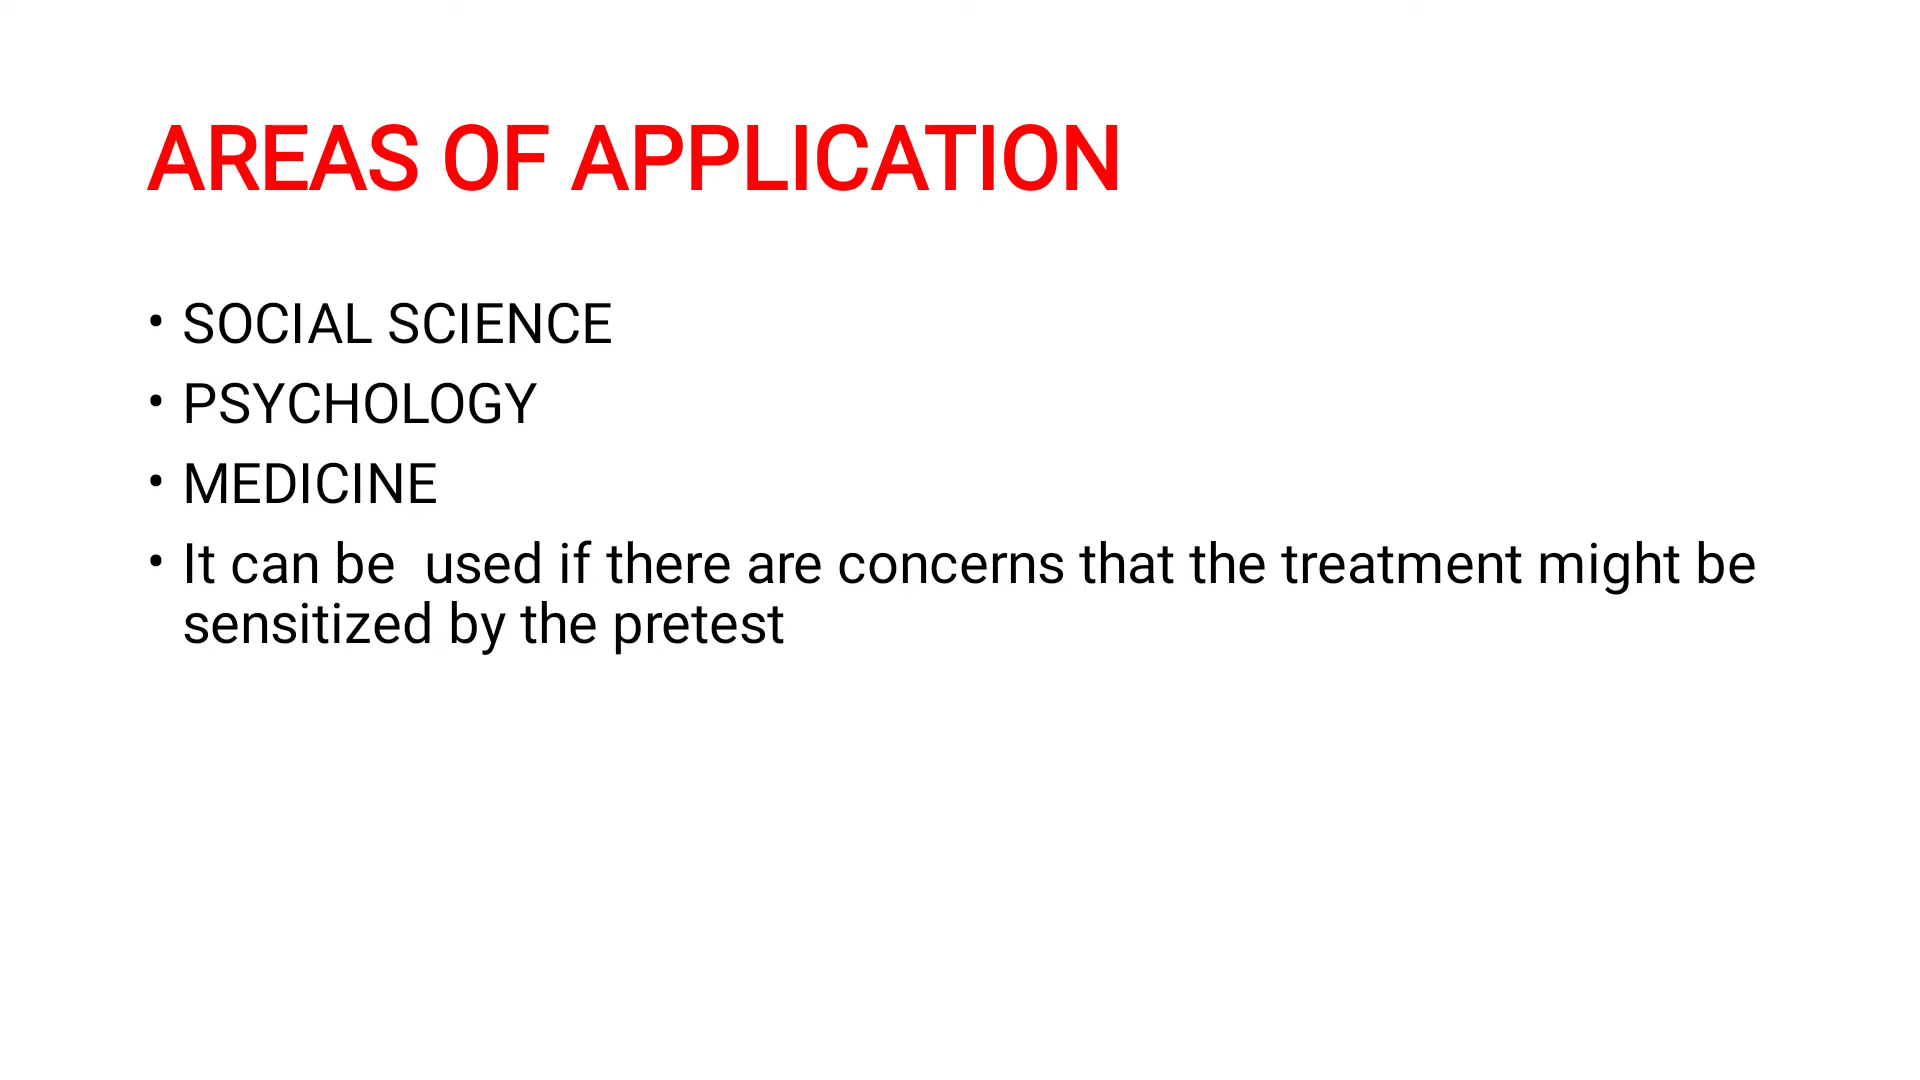 AREAS OF APPLICATION
• SOCIAL SCIENCE
• PSYCHOLOGY
• MEDICINE
• It can be  used if there are concerns that the treatment might be
sensitized by the pretest